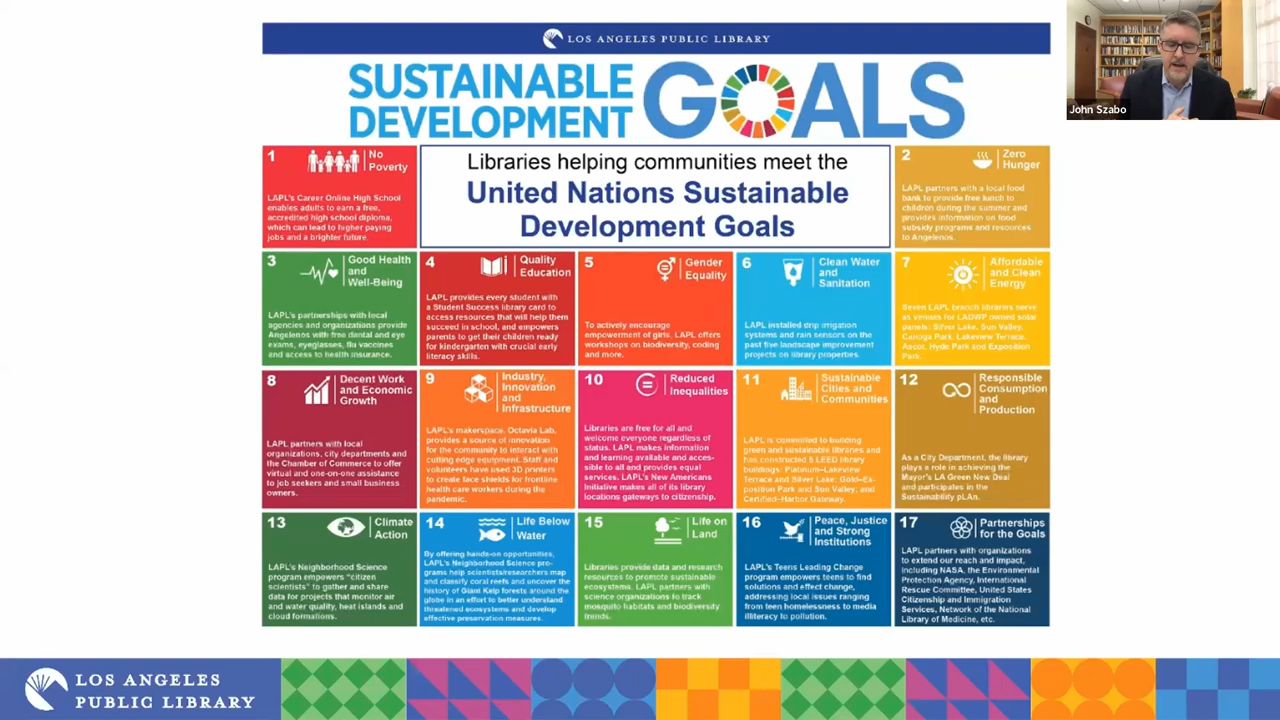 LOS ANGELES PUBLIC LIBRARY
SUSTAINABLE
DEVELOPMENT
GOALS
John Szabo
1
No
Poverty
LAPL's Career Online High School
enables adults to earn a free,
accredited high school diploma,
which can lead to higher paying
jobs and a brighter future.
Libraries helping communities meet the
United Nations Sustainable
Development Goals
2
Zero
Hunger
LAPL partners with a local food
bank to provide free lunch to
children during the summer and
provides information on food
subsidy programs and resources
to Angelenos.
3
Good Health
and
Well-Being
LAPL's partnerships with local
agencies and organizations provide
Angelenos with free dental and eye
exams, eyeglasses, flu vaccines
and access to health insurance.
4
Quality
Education
LAPL provides every student with
a Student Success library card to
access resources that will help them
succeed in school, and empowers
parents to get their children ready
for kindergarten with crucial early
literacy skills.
5
Gender
Equality
To actively encourage
empowerment of girls, LAPL offers
workshops on biodiversity, coding
and more.
6
Clean Water
and
Sanitation
LAPL installed drip irrigation
systems and rain sensors on the
past five landscape improvement
projects on library properties.
7
Affordable
and Clean
Energy
Seven LAPL branch libraries serve
as venues for LADWP owned solar
panels: Silver Lake, Sun Valley,
Canoga Park, Lakeview Terrace,
Ascot, Hyde Park and Exposition
Park.
8
Decent Work
and Economic
Growth
LAPL partners with local
organizations, city departments and
the Chamber of Commerce to offer
virtual and one-on-one assistance
to job seekers and small business
owners.
9
Industry,
Innovation
and
Infrastructure
LAPL's makerspace, Octavia Lab,
provides a source of innovation
for the community to interact with
cutting edge equipment. Staff and
volunteers have used 3D printers
to create face shields for frontline
health care workers during the
pandemic.
10
Reduced
Inequalities
Libraries are free for all and
welcome everyone regardless of
status. LAPL makes information
and learning available and acces-
sible to all and provides equal
services. LAPL's New Americans
Initiative makes all of its library
locations gateways to citizenship.
11
Sustainable
Cities and
Communities
LAPL is committed to building
green and sustainable libraries and
has constructed 5 LEED library
buildings: Platinum–Lakeview
Terrace and Silver Lake; Gold–Ex-
position Park and Sun Valley; and
Certified–Harbor Gateway.
12
Responsible
Consumption
and
Production
As a City Department, the library
plays a role in achieving the
Mayor's LA Green New Deal
and participates in the
Sustainability pLAn.
13
Climate
Action
LAPL's Neighborhood Science
program empowers "citizen
scientists" to gather and share
data for projects that monitor air
and water quality, heat islands and
cloud formations.
14
Life Below
Water
By offering hands-on opportunities,
LAPL's Neighborhood Science pro-
grams help scientists/researchers map
and classify coral reefs and uncover the
history of Giant Kelp forests around the
globe in an effort to better understand
threatened ecosystems and develop
effective preservation measures.
15
Life on
Land
Libraries provide data and research
resources to promote sustainable
ecosystems. LAPL partners with
science organizations to track
mosquito habitats and biodiversity
trends.
16
Peace, Justice
and Strong
Institutions
LAPL's Teens Leading Change
program empowers teens to find
solutions and effect change,
addressing local issues ranging
from teen homelessness to media
illiteracy to pollution.
17
Partnerships
for the Goals
LAPL partners with organizations
to extend our reach and impact,
including NASA, the Environmental
Protection Agency, International
Rescue Committee, United States
Citizenship and Immigration
Services, Network of the National
Library of Medicine, etc.
LOS ANGELES
PUBLIC LIBRARY